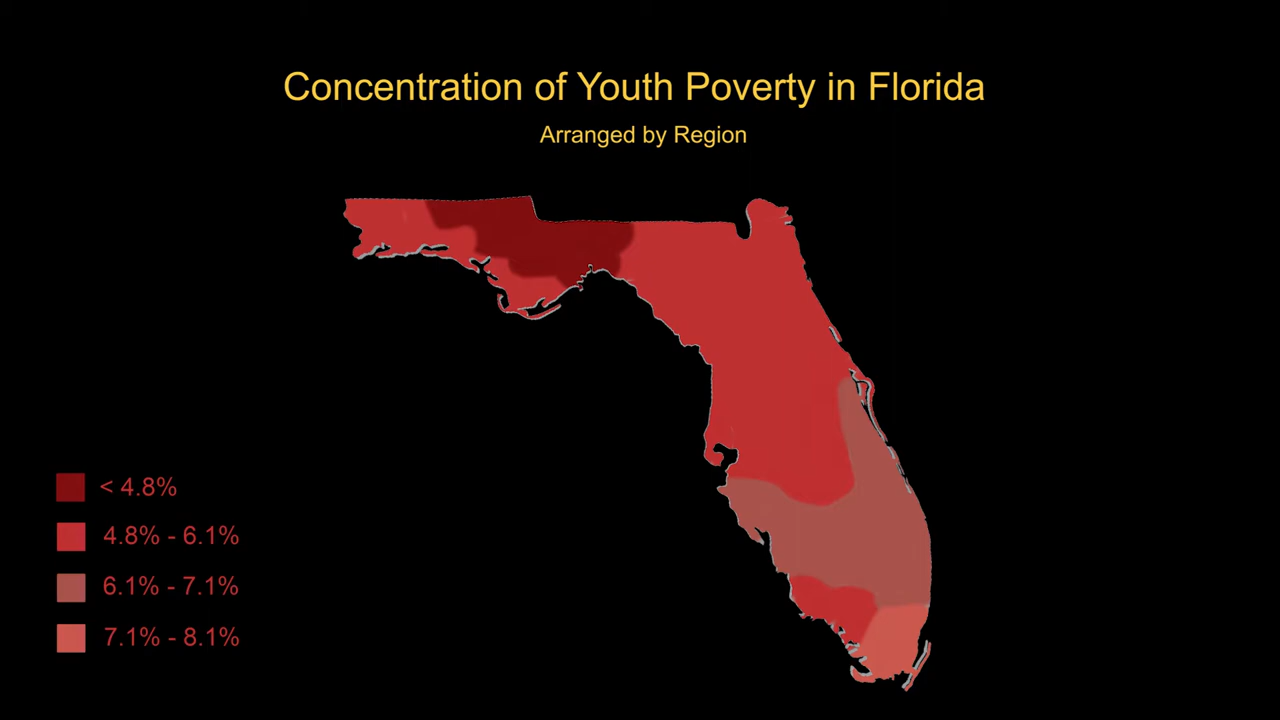 Concentration of Youth Poverty in Florida
Arranged by Region
< 4.8%
4.8% - 6.1%
6.1% - 7.1%
7.1% - 8.1%